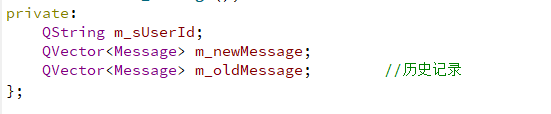 private:
    QString m_sUserId;
    QVector<Message> m_newMessage;
    QVector<Message> m_oldMessage;        //历史记录
};